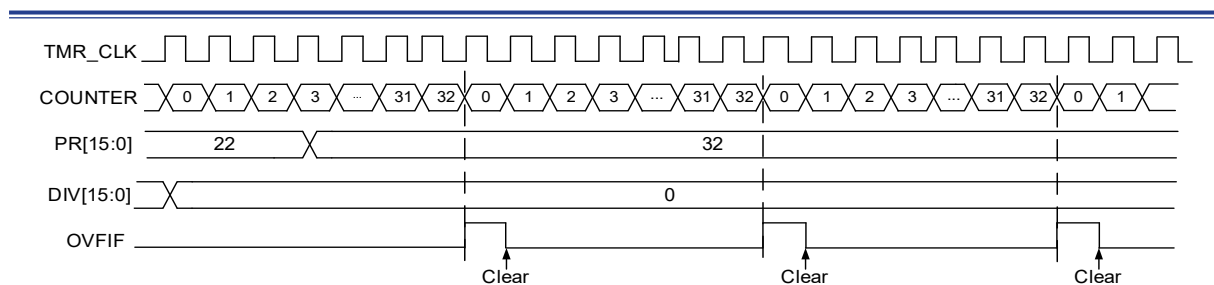 TMR_CLK
COUNTER 0 1 2 3 ... 31 32 0 1 2 3 ... 31 32 0 1 2 3 ... 31 32 0 1
PR[15:0] 22 32
DIV[15:0] 0
OVFIF
Clear Clear Clear